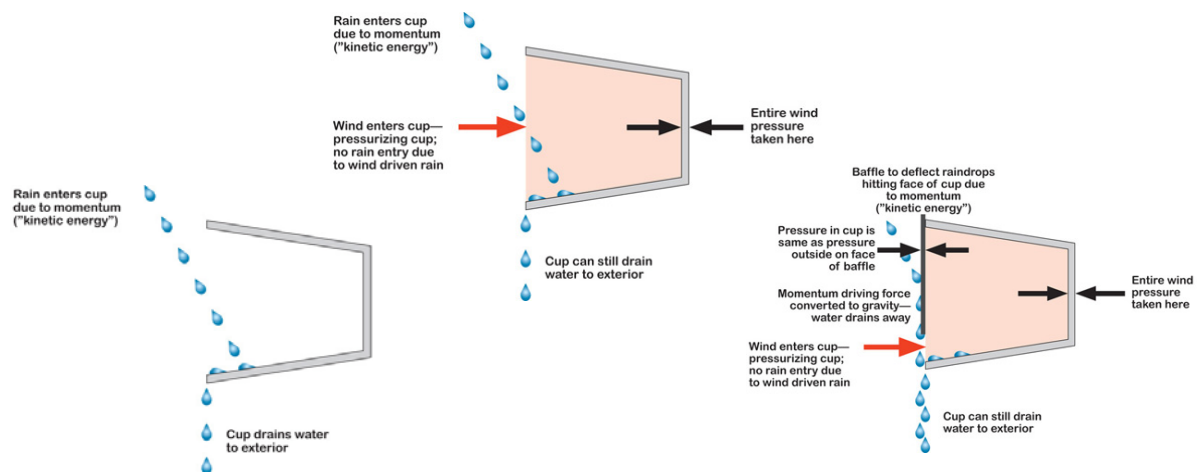 Rain enters cup
due to momentum
("kinetic energy")
Cup drains water
to exterior
Rain enters cup
due to momentum
("kinetic energy")
Wind enters cup—
pressurizing cup;
no rain entry due
to wind driven rain
Entire wind
pressure
taken here
Cup can still drain
water to exterior
Baffle to deflect raindrops
hitting face of cup due
to momentum
("kinetic energy")
Pressure in cup is
same as pressure
outside on face
of baffle
Momentum driving force
converted to gravity—
water drains away
Wind enters cup—
pressurizing cup;
no rain entry due
to wind driven rain
Entire wind
pressure
taken here
Cup can still drain
water to exterior